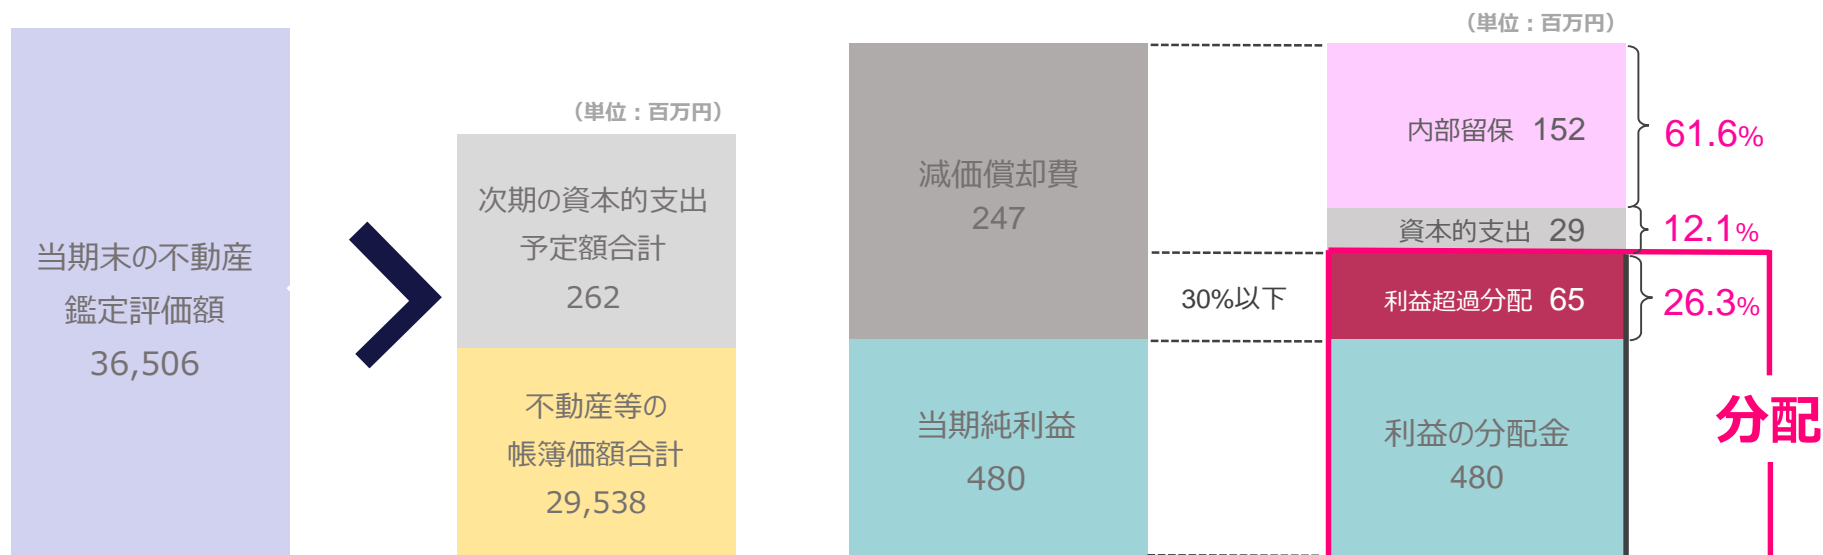 当期末の不動産
鑑定評価額
36,506
（単位：百万円）
次期の資本的支出
予定額合計
262
不動産等の
帳簿価額合計
29,538
減価償却費
247
当期純利益
480
30%以下
（単位：百万円）
内部留保 152
61.6%
資本的支出 29
12.1%
利益超過分配 65
26.3%
利益の分配金
480
分配